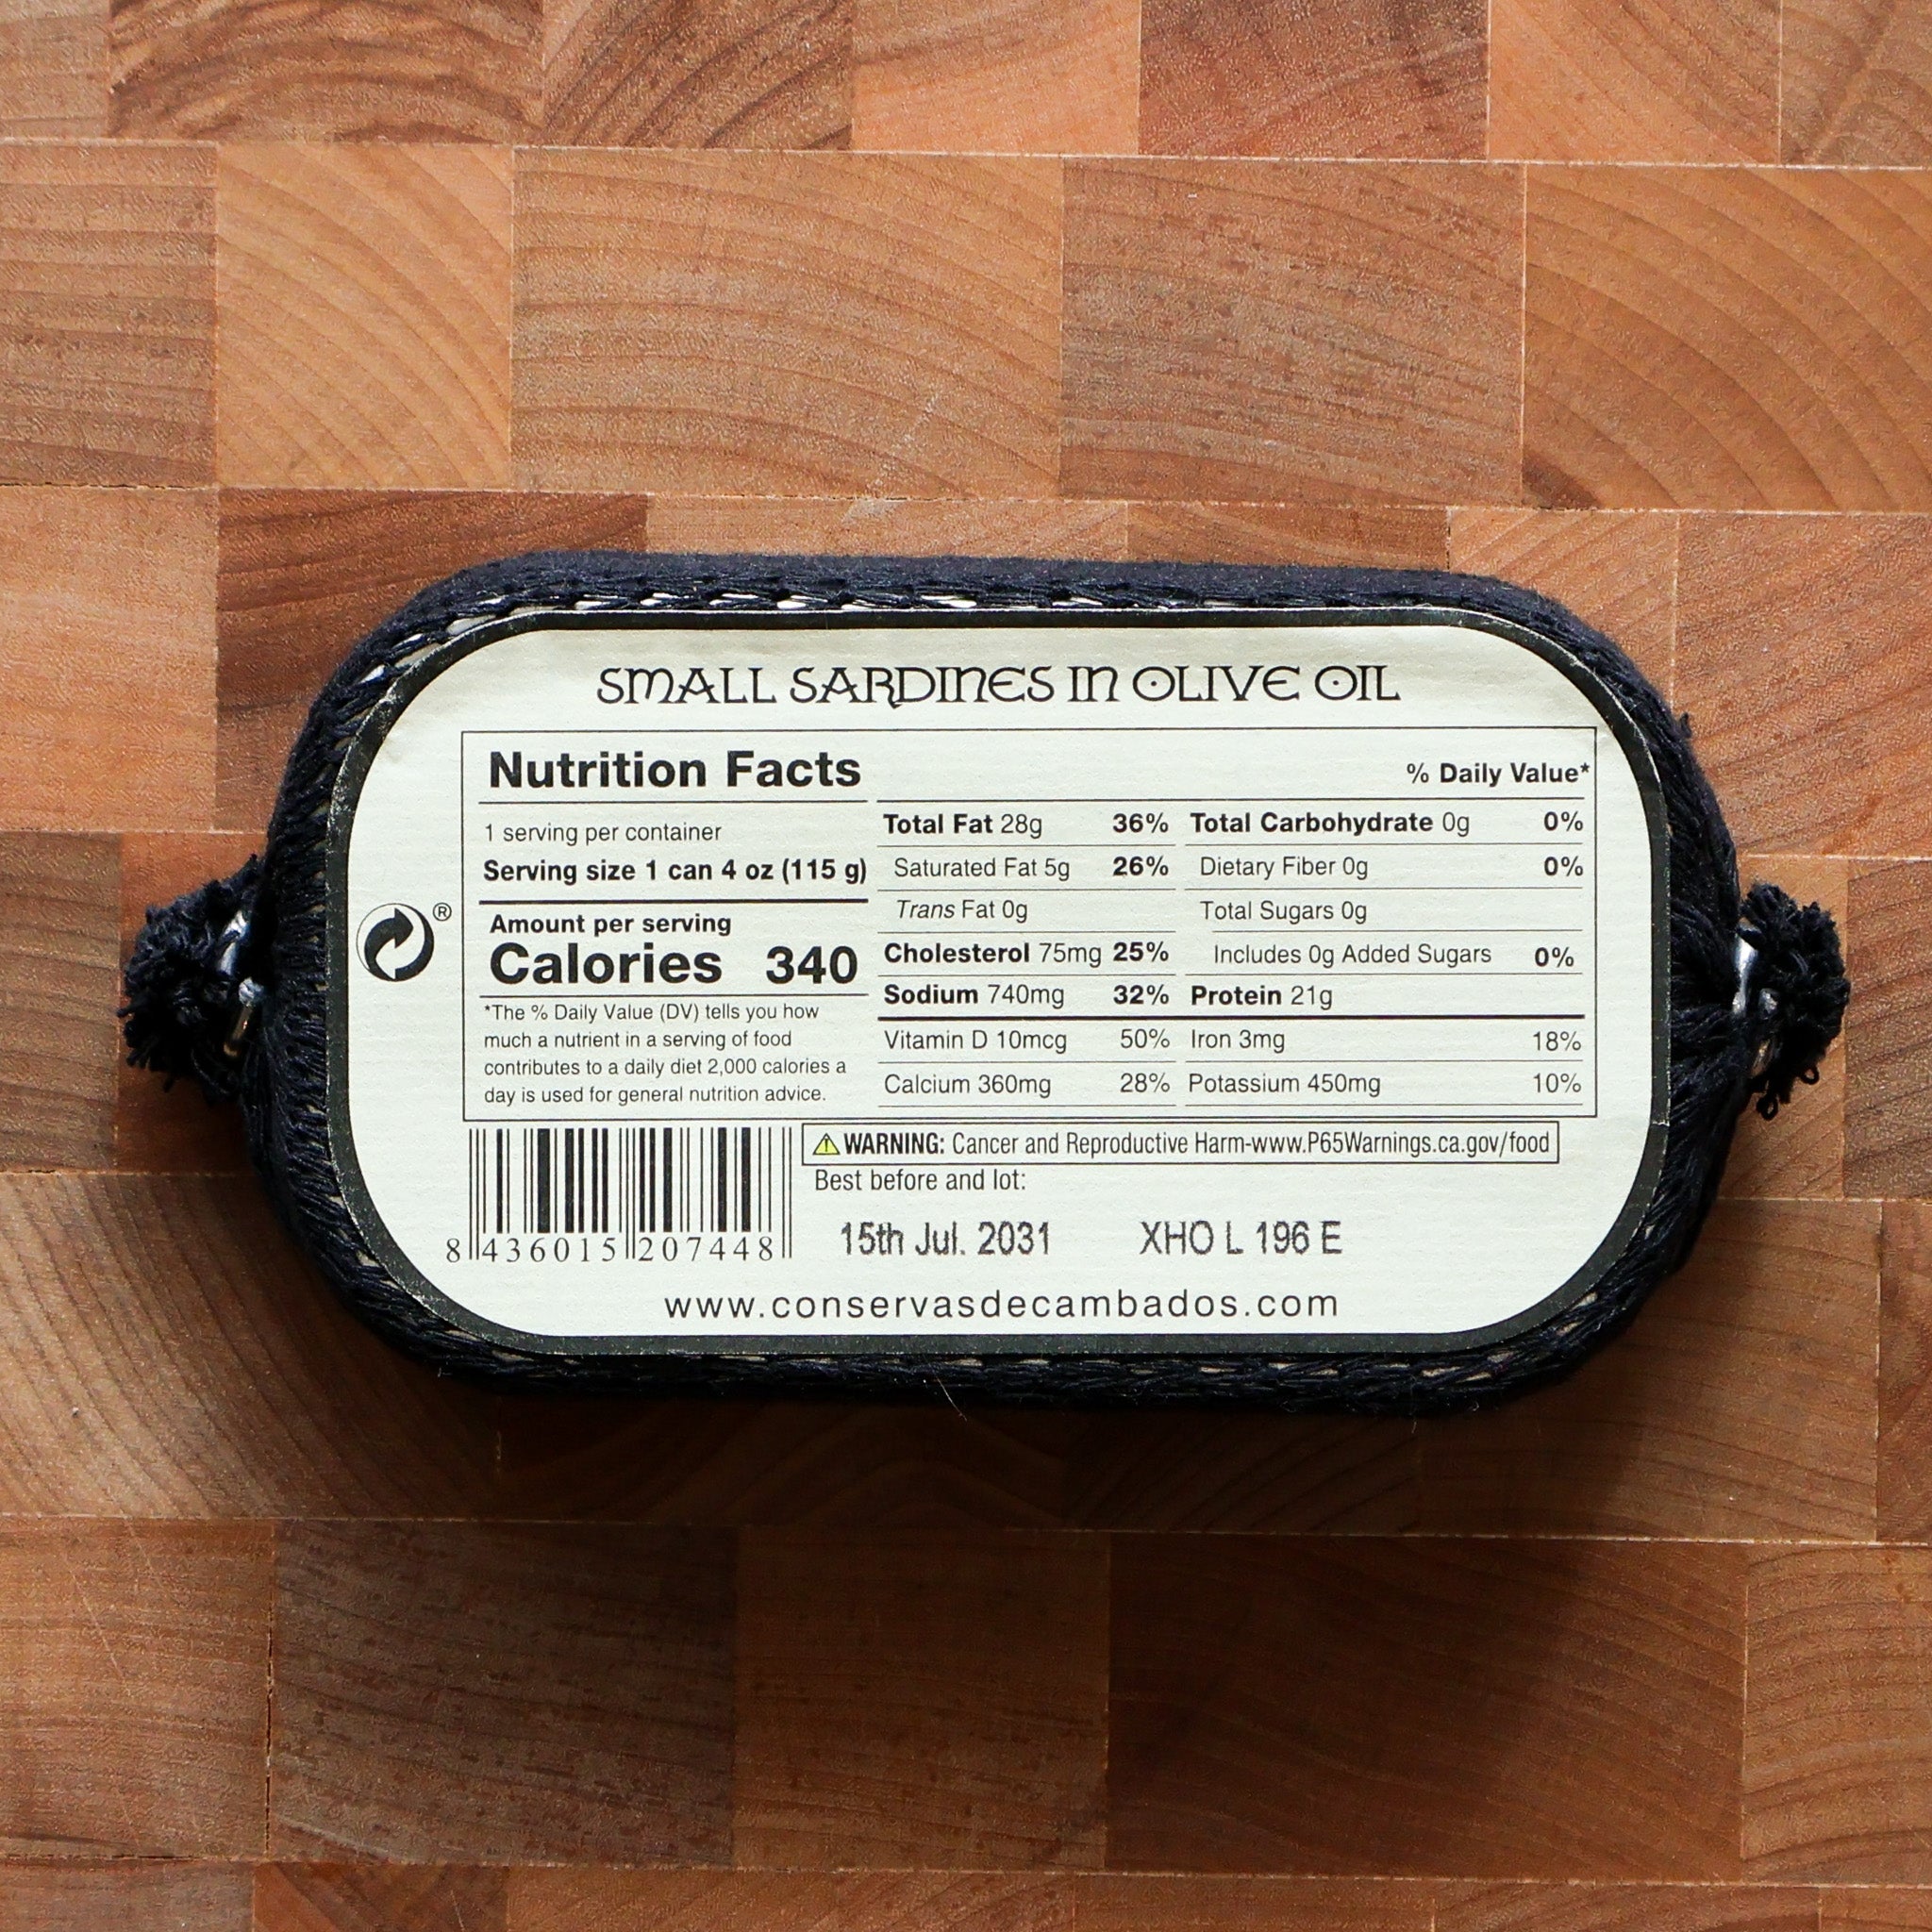 SMALL SARDINES IN OLIVE OIL
Nutrition Facts
1 serving per container
Serving size 1 can 4 oz (115 g)
Amount per serving
Calories 340
*The % Daily Value (DV) tells you how
much a nutrient in a serving of food
contributes to a daily diet 2,000 calories a
day is used for general nutrition advice.
% Daily Value*
Total Fat 28g 36%
Saturated Fat 5g 26%
Trans Fat 0g
Cholesterol 75mg 25%
Sodium 740mg 32%
Vitamin D 10mcg 50%
Calcium 360mg 28%
Total Carbohydrate 0g 0%
Dietary Fiber 0g 0%
Total Sugars 0g
Includes 0g Added Sugars 0%
Protein 21g
Iron 3mg 18%
Potassium 450mg 10%
®
WARNING: Cancer and Reproductive Harm-www.P65Warnings.ca.gov/food
Best before and lot:
15th Jul. 2031 XHO L 196 E
8 436015 207448
www.conservasdecambados.com